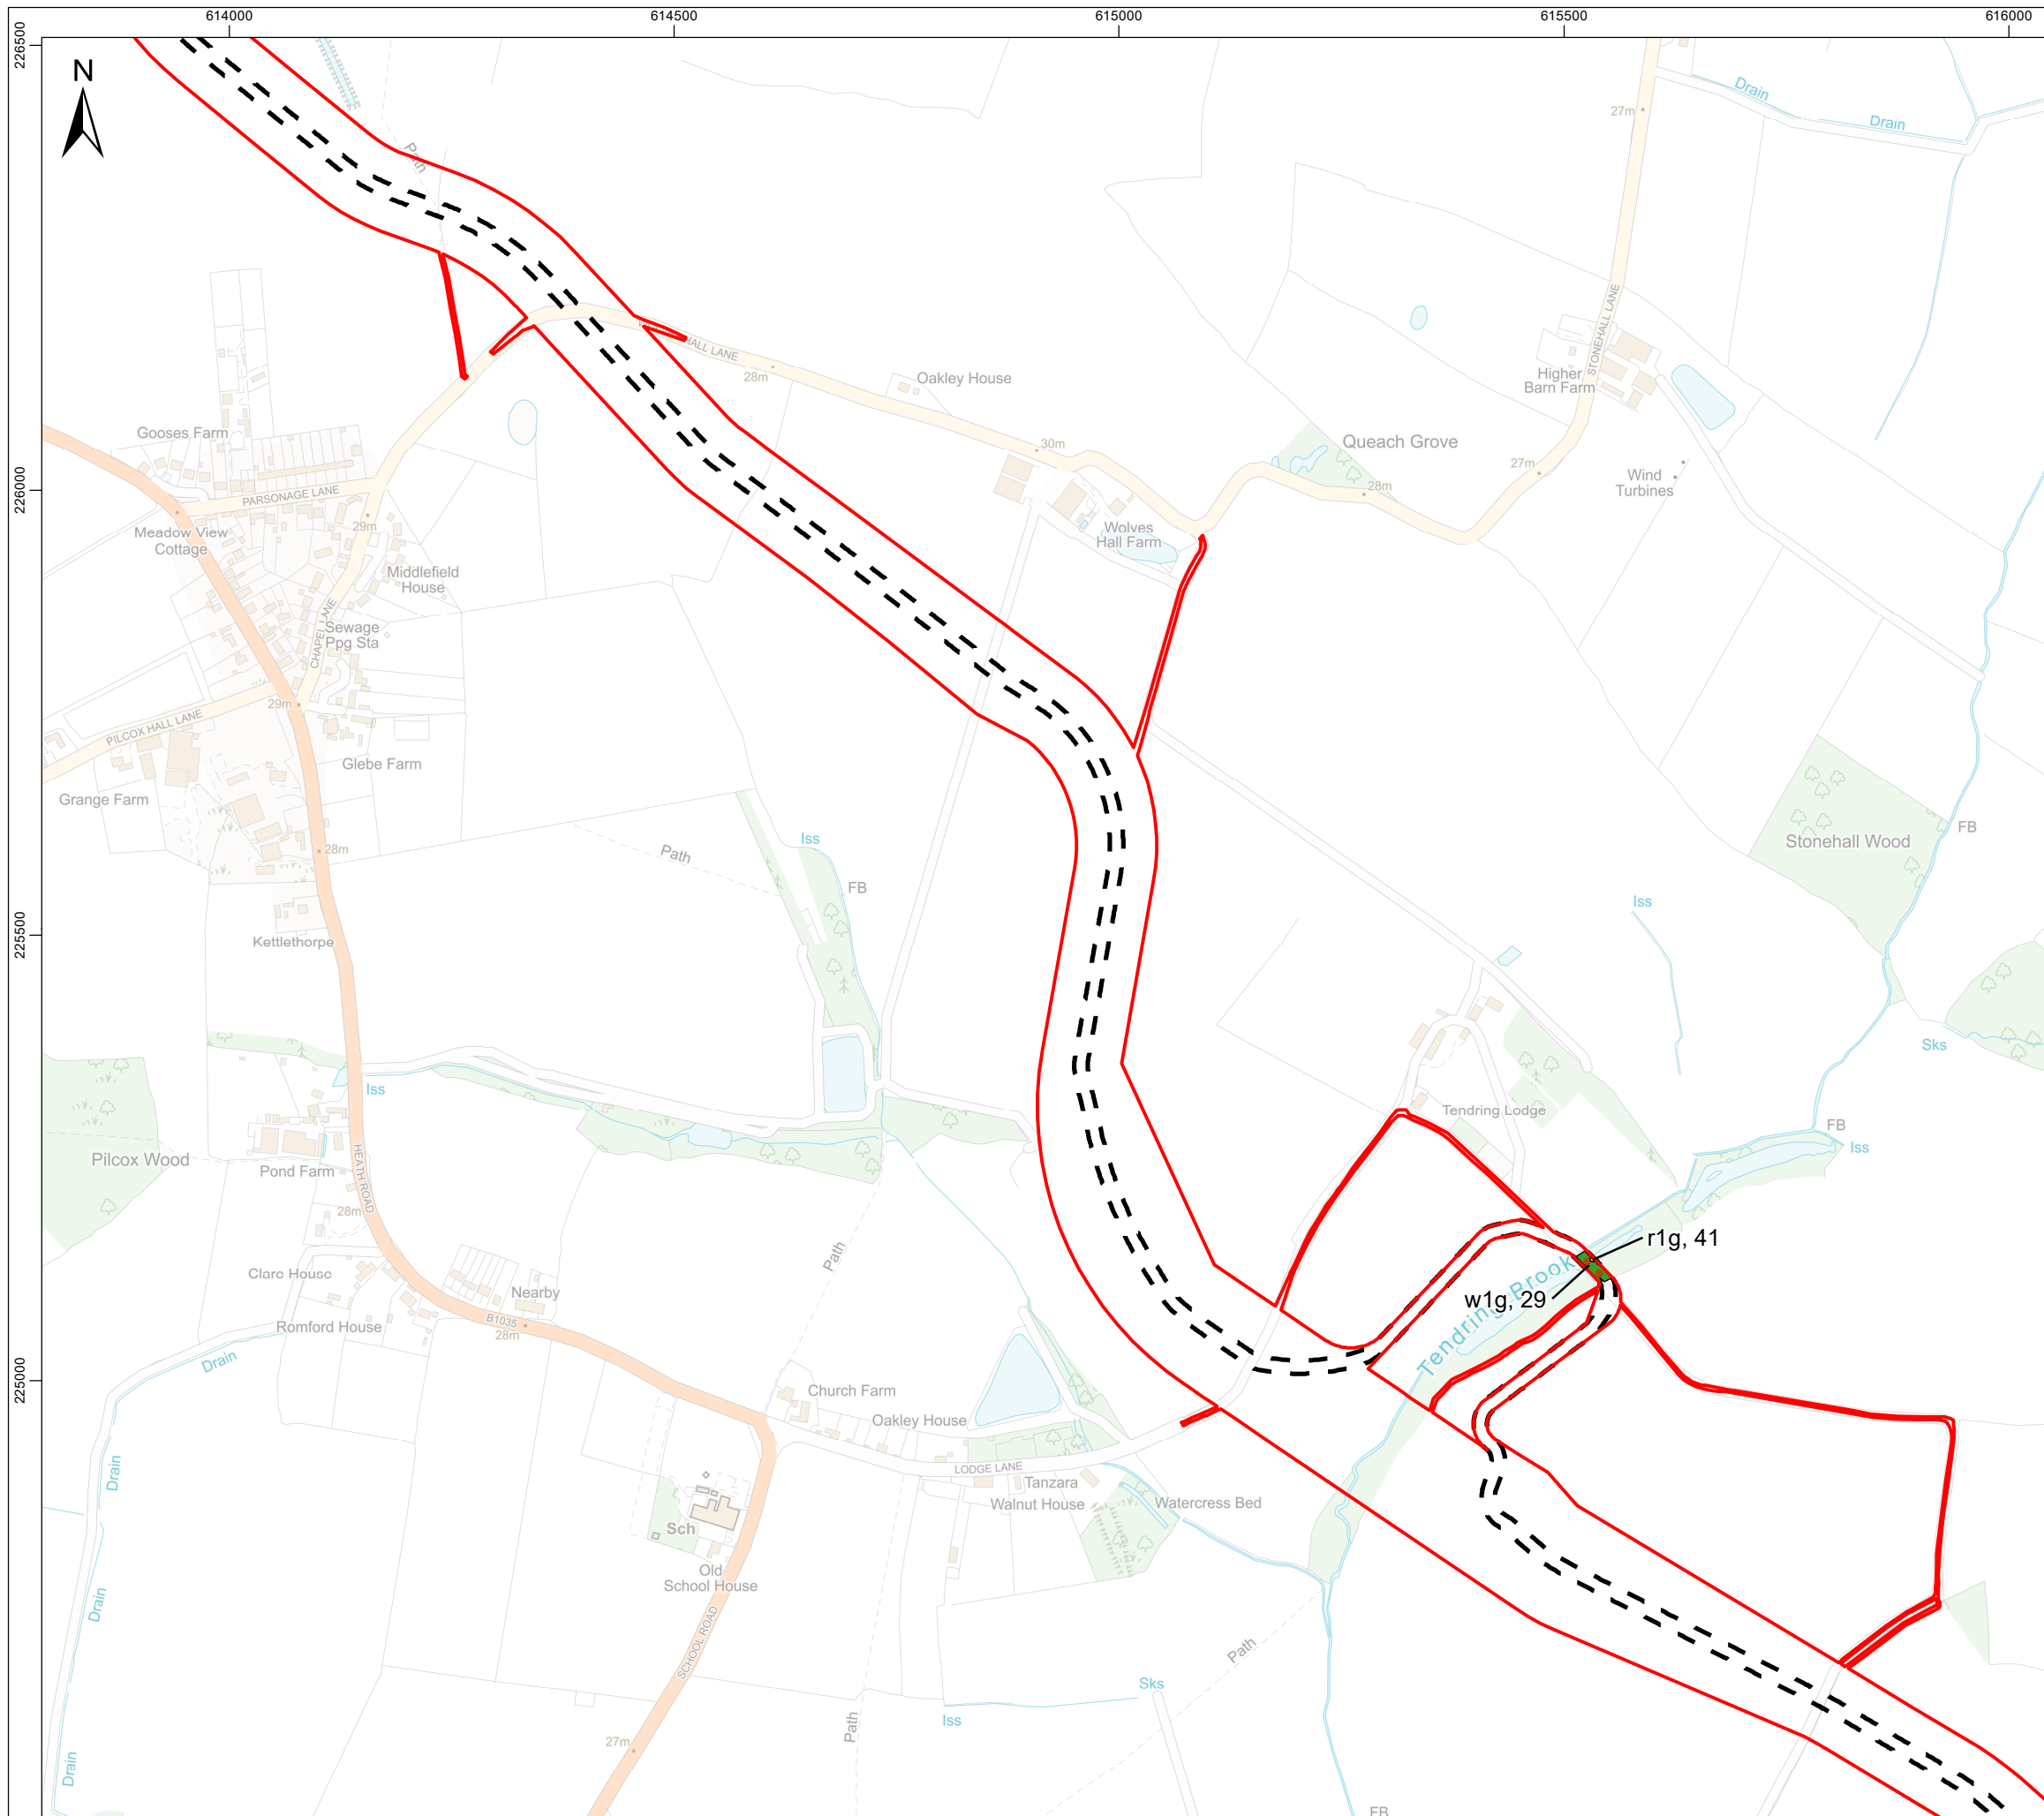 614000
614500
615000
615500
616000
226500
226000
225500
225000
N
Path
Drain
Drain
27m
HALL LANE
28m
Oakley House
STONEHALL LANE
Higher
Barn Farm
Gooses Farm
30m
Queach Grove
27m
28m
Wind
Turbines
PARSONAGE LANE
29m
Meadow View
Cottage
Wolves
Hall Farm
Middlefield
House
CHAPEL LANE
Sewage
Ppg Sta
29m
PILCOX HALL LANE
Glebe Farm
Grange Farm
28m
Path
Iss
FB
Stonehall Wood
FB
Iss
Kettlethorpe
Sks
Iss
Tendring Lodge
FB
Iss
Pilcox Wood
Pond Farm
HEATH ROAD
28m
Path
r1g, 41
w1g, 29
Tendring Brook
Clare House
Nearby
Romford House
B1035
28m
Drain
Church Farm
Oakley House
LODGE LANE
Tanzara
Walnut House
Watercress Bed
Drain
Sch
Old
School House
Drain
SCHOOL ROAD
Path
Sks
Iss
Path
27m
Drain
FB